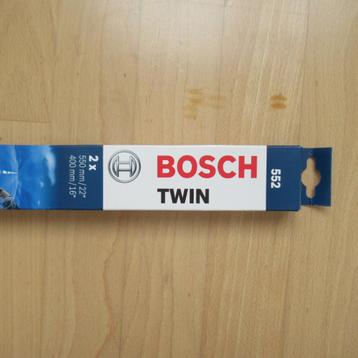 2 x
550 mm / 22"
400 mm / 16"
BOSCH
TWIN
552